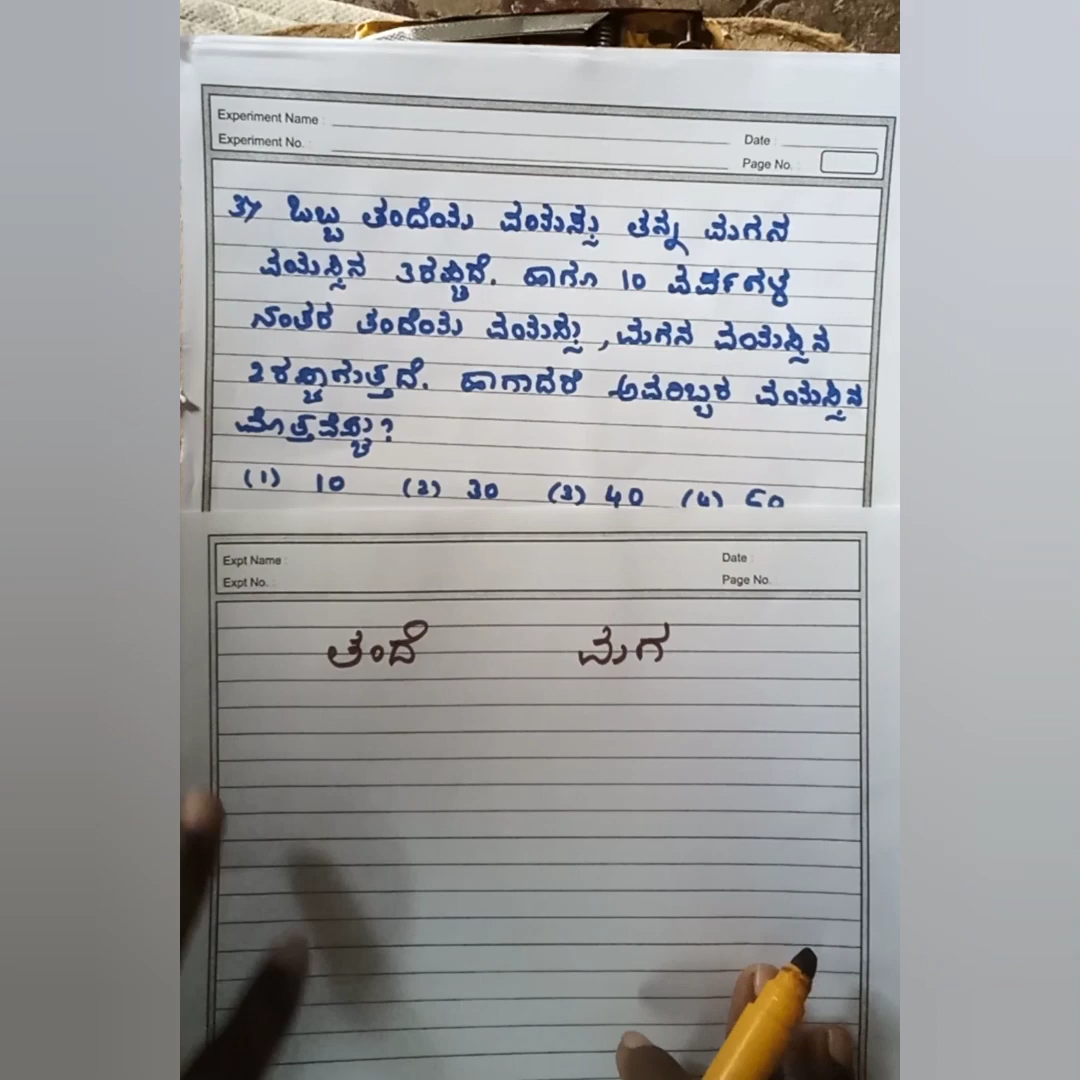 Experiment Name :
Date :
Experiment No. :
Page No. :
3) ಒಬ್ಬ ತಂದೆಯ ವಯಸ್ಸು ತನ್ನ ಮಗನ
ವಯಸ್ಸಿನ 3ರಷ್ಟಿದೆ. ಹಾಗೂ 10 ವರ್ಷಗಳ
ನಂತರ ತಂದೆಯ ವಯಸ್ಸು, ಮಗನ ವಯಸ್ಸಿನ
2ರಷ್ಟಾಗುತ್ತದೆ. ಹಾಗಾದರೆ ಅವರಿಬ್ಬರ ವಯಸ್ಸಿನ
ಮೊತ್ತವೆಷ್ಟು?
(1) 10 (2) 30 (3) 40 (4)
Expt Name :
Date :
Expt No. :
Page No.
ತಂದೆ ಮಗ